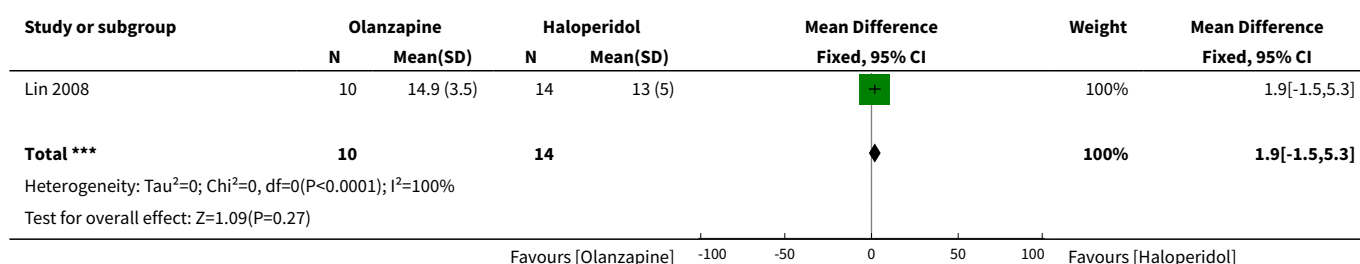 Study or subgroup Olanzapine Haloperidol Mean Difference Weight Mean Difference
N Mean(SD) N Mean(SD) Fixed, 95% CI Fixed, 95% CI
Lin 2008 10 14.9 (3.5) 14 13 (5) 100% 1.9[-1.5,5.3]
Total *** 10 14 100% 1.9[-1.5,5.3]
Heterogeneity: Tau²=0; Chi²=0, df=0(P<0.0001); I²=100%
Test for overall effect: Z=1.09(P=0.27)
Favours [Olanzapine] -100 -50 0 50 100 Favours [Haloperidol]